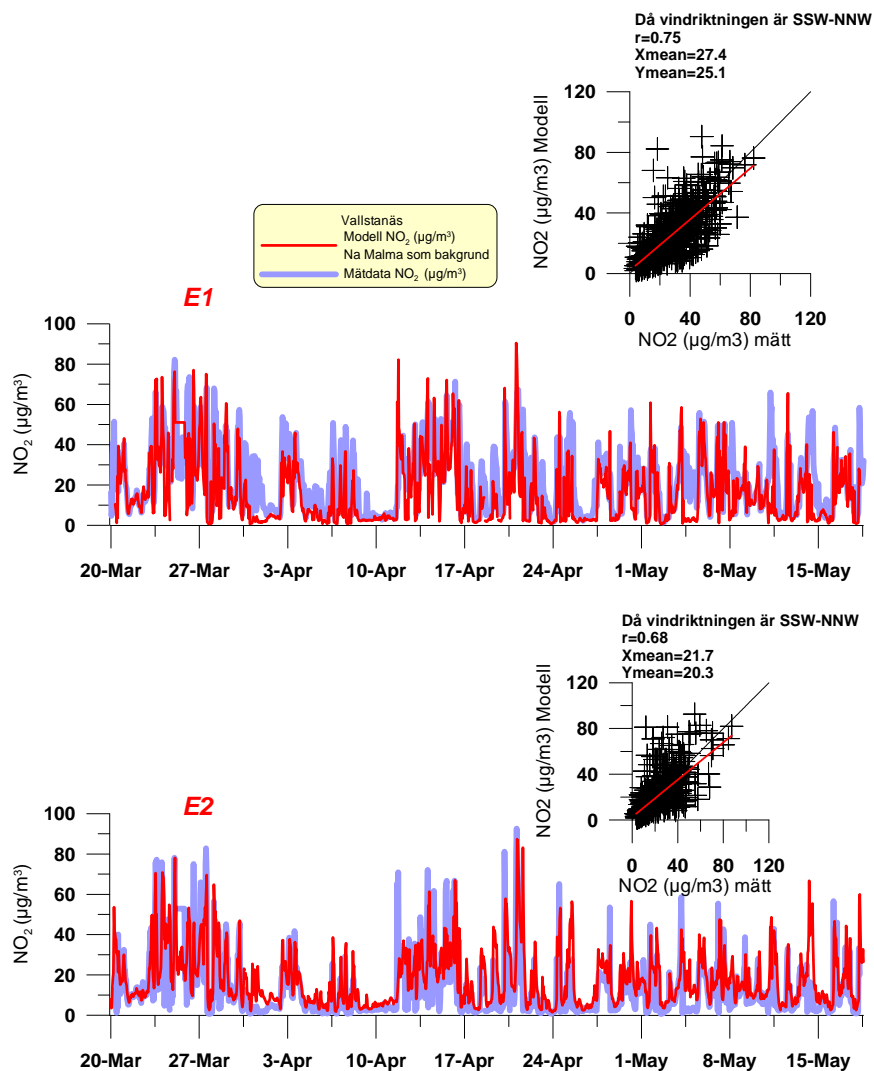 Då vindriktningen är SSW-NNW
r=0.75
Xmean=27.4
Ymean=25.1
120
80
40
0
NO2 (µg/m3) Modell
0 40 80 120
NO2 (µg/m3) mätt
Vallstanäs
Modell NO₂ (µg/m³)
Na Malma som bakgrund
Mätdata NO₂ (µg/m³)
E1
100
80
60
40
20
0
NO₂ (µg/m³)
20-Mar 27-Mar 3-Apr 10-Apr 17-Apr 24-Apr 1-May 8-May 15-May
Då vindriktningen är SSW-NNW
r=0.68
Xmean=21.7
Ymean=20.3
120
80
40
0
NO2 (µg/m3) Modell
0 40 80 120
NO2 (µg/m3) mätt
E2
100
80
60
40
20
0
NO₂ (µg/m³)
20-Mar 27-Mar 3-Apr 10-Apr 17-Apr 24-Apr 1-May 8-May 15-May